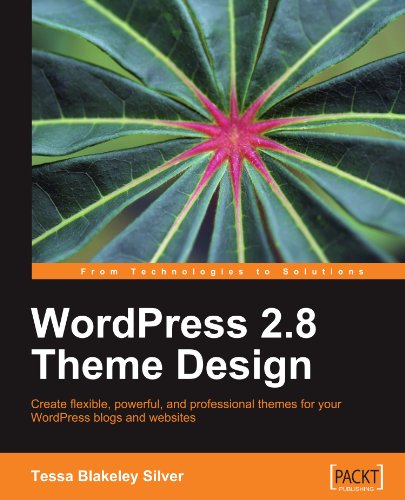 From Technologies to Solutions
WordPress 2.8
Theme Design
Create flexible, powerful, and professional themes for your
WordPress blogs and websites
Tessa Blakeley Silver
[PACKT]
PUBLISHING